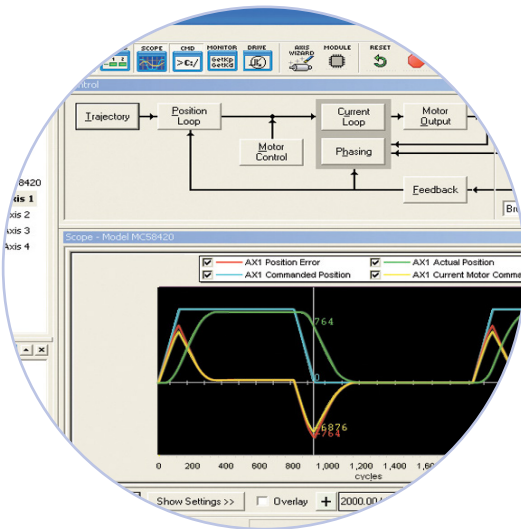 SCOPE CMD MONITOR DRIVE AXIS WIZARD MODULE RESET
>C:/ GetKp GetKd
Control
Trajectory
Position Loop
Motor Control
Current Loop
Phasing
Motor Output
Feedback
8420
Axis 1
Axis 2
Axis 3
Axis 4
Scope - Model MC58420
AX1 Position Error
AX1 Actual Position
AX1 Commanded Position
AX1 Current Motor Comma
764
0
-6876
-764
0 200 400 600 800 1,000 1,200 1,400 1,6
cycles
Show Settings >>
Overlay
+
2000.00